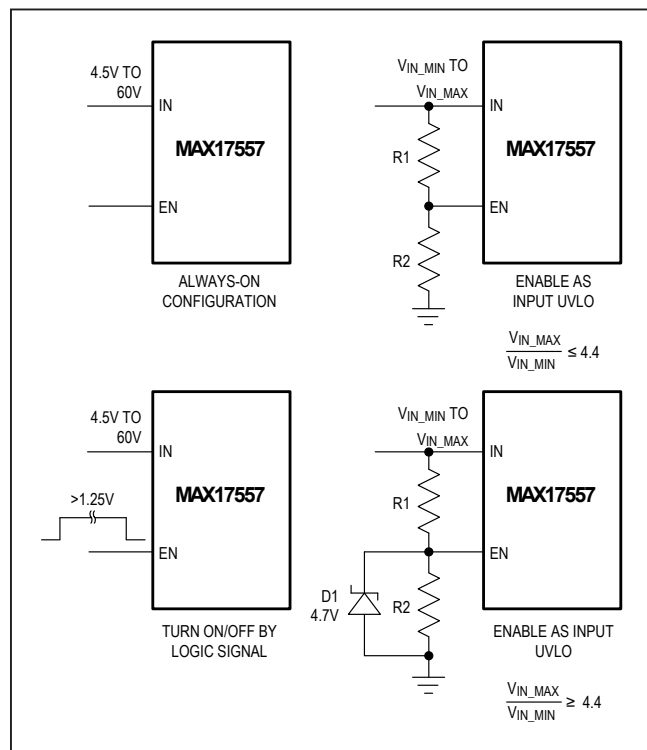 4.5V TO
60V
IN
MAX17557
EN
ALWAYS-ON
CONFIGURATION
VIN_MIN TO
VIN_MAX
IN
R1
MAX17557
EN
R2
ENABLE AS
INPUT UVLO
VIN_MAX
VIN_MIN ≤ 4.4
4.5V TO
60V
IN
MAX17557
>1.25V
EN
TURN ON/OFF BY
LOGIC SIGNAL
VIN_MIN TO
VIN_MAX
IN
R1
MAX17557
EN
D1
4.7V
R2
ENABLE AS INPUT
UVLO
VIN_MAX
VIN_MIN ≥ 4.4